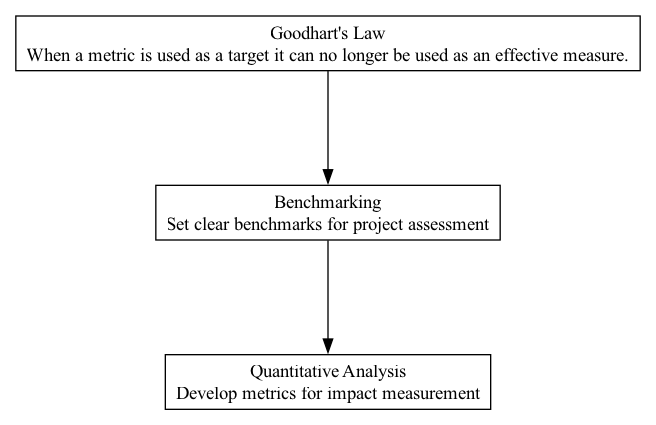 Goodhart's Law
When a metric is used as a target it can no longer be used as an effective measure.
Benchmarking
Set clear benchmarks for project assessment
Quantitative Analysis
Develop metrics for impact measurement